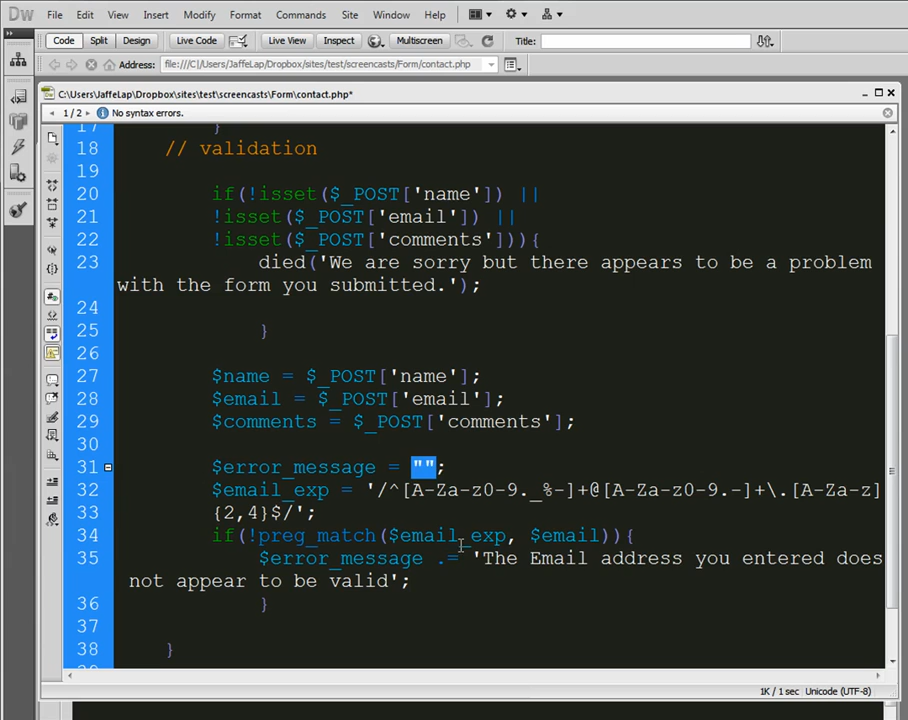 Dw File Edit View Insert Modify Format Commands Site Window Help
Code Split Design Live Code Live View Inspect Multiscreen Title:
Address: file:///C|/Users/JaffeLap/Dropbox/sites/test/screencasts/Form/contact.php
C:\Users\JaffeLap\Dropbox\sites\test\screencasts\Form\contact.php*
1 / 2 No syntax errors.
17 }
18 // validation
19
20 if(!isset($_POST['name']) ||
21 !isset($_POST['email']) ||
22 !isset($_POST['comments'])){
23 died('We are sorry but there appears to be a problem
with the form you submitted.');
24
25 }
26
27 $name = $_POST['name'];
28 $email = $_POST['email'];
29 $comments = $_POST['comments'];
30
31 $error_message = "";
32 $email_exp = '/^[A-Za-z0-9._%-]+@[A-Za-z0-9.-]+\.[A-Za-z]
33 {2,4}$/';
34 if(!preg_match($email_exp, $email)){
35 $error_message .= 'The Email address you entered does
not appear to be valid';
36 }
37
38 }
1K / 1 sec Unicode (UTF-8)